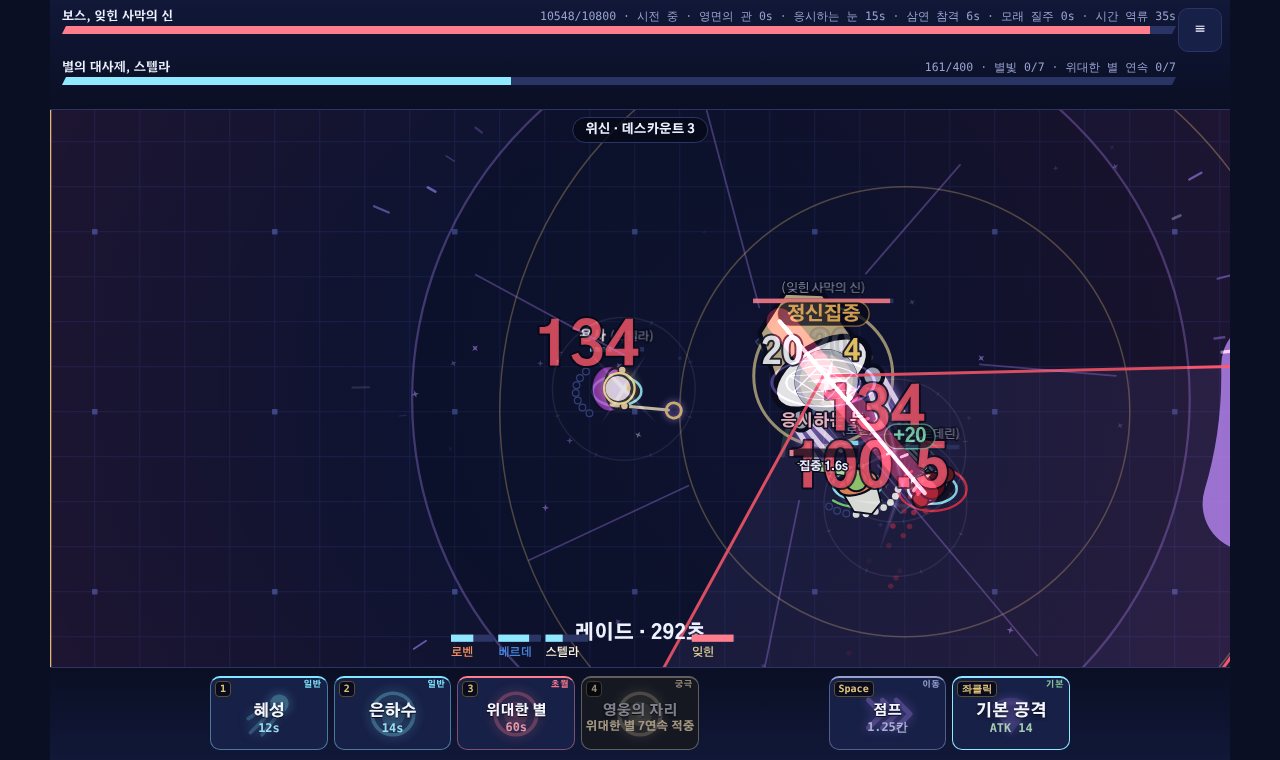 보스, 잊힌 사막의 신
10548/10800 · 시전 중 · 영면의 관 0s · 응시하는 눈 15s · 삼연 참격 6s · 모래 질주 0s · 시간 역류 35s
≡
별의 대사제, 스텔라
161/400 · 별빛 0/7 · 위대한 별 연속 0/7
위신 · 데스카운트 3
(잊힌 사막의 신)
정신집중
134
20
4
134
+20
집중 1.6s
100.5
레이드 · 292초
로벤
베르데
스텔라
잊힌
1
일반
혜성
12s
2
일반
은하수
14s
3
초월
위대한 별
60s
4
궁극
영웅의 자리
위대한 별 7연속 적중
Space
이동
점프
1.25칸
좌클릭
기본
기본 공격
ATK 14